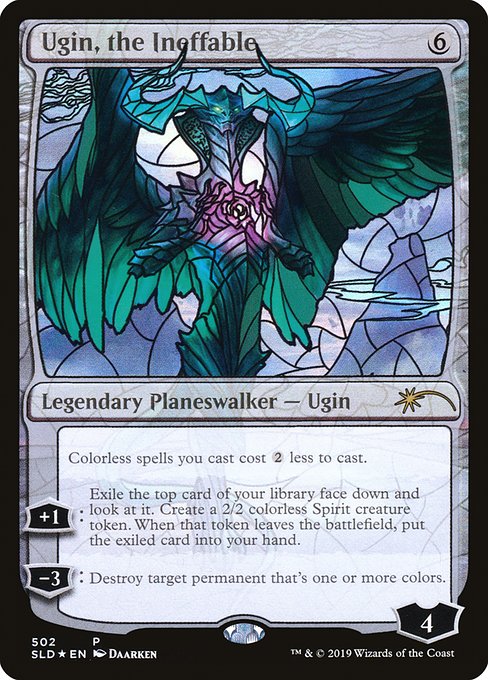 Ugin, the Ineffable 6
Legendary Planeswalker — Ugin
Colorless spells you cast cost 2 less to cast.
Exile the top card of your library face down and
look at it. Create a 2/2 colorless Spirit creature
+1 : token. When that token leaves the battlefield, put
the exiled card into your hand.
-3 : Destroy target permanent that's one or more colors.
4
502 P
SLD ★ EN Daarken
™ & © 2019 Wizards of the Coast